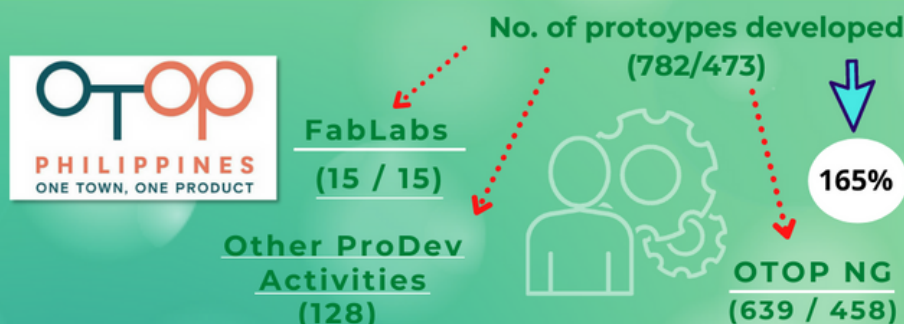 OTOP
PHILIPPINES
ONE TOWN, ONE PRODUCT
No. of protoypes developed
(782/473)
165%
FabLabs
(15 / 15)
Other ProDev
Activities
(128)
OTOP NG
(639 / 458)